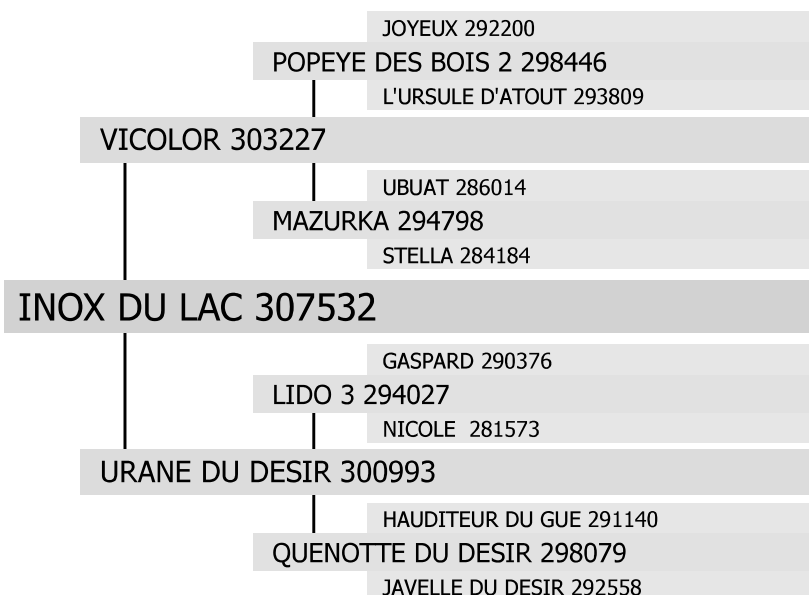 JOYEUX 292200
POPEYE DES BOIS 2 298446
L'URSULE D'ATOUT 293809
VICOLOR 303227
UBUAT 286014
MAZURKA 294798
STELLA 284184
INOX DU LAC 307532
GASPARD 290376
LIDO 3 294027
NICOLE  281573
URANE DU DESIR 300993
HAUDITEUR DU GUE 291140
QUENOTTE DU DESIR 298079
JAVELLE DU DESIR 292558